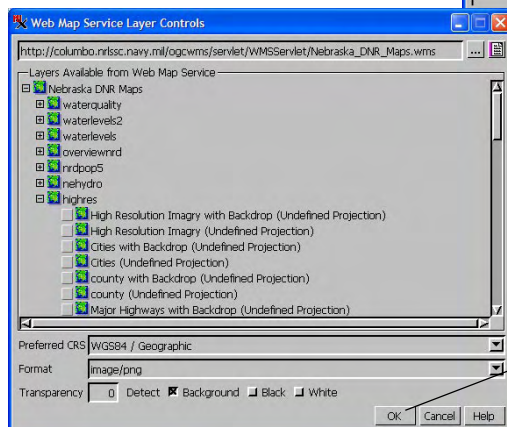 Web Map Service Layer Controls
http://columbo.nrlssc.navy.mil/ogcwms/servlet/WMSServlet/Nebraska_DNR_Maps.wms ...
Layers Available from Web Map Service
Nebraska DNR Maps
waterquality
waterlevels2
waterlevels
overviewnrd
nrdpop5
nehydro
highres
High Resolution Imagry with Backdrop (Undefined Projection)
High Resolution Imagry (Undefined Projection)
Cities with Backdrop (Undefined Projection)
Cities (Undefined Projection)
county with Backdrop (Undefined Projection)
county (Undefined Projection)
Major Highways with Backdrop (Undefined Projection)
Preferred CRS WGS84 / Geographic
Format image/png
Transparency 0 Detect Background Black White
OK Cancel Help